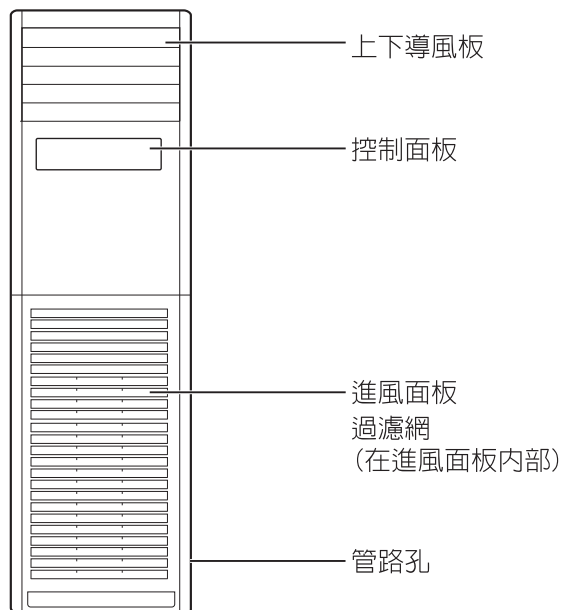 上下導風板
控制面板
進風面板
過濾網
（在進風面板内部）
管路孔